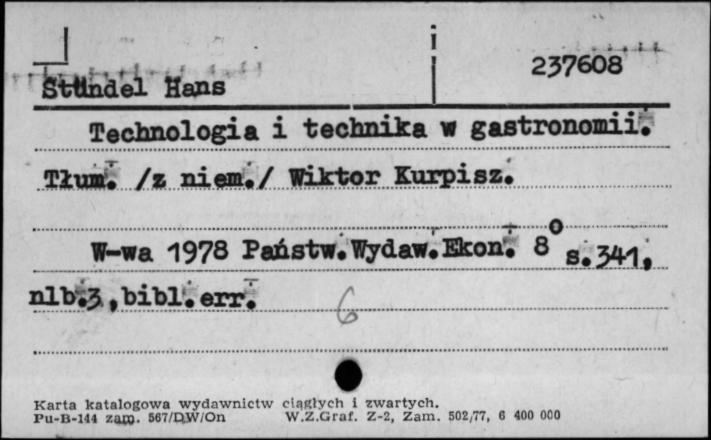 237608
Stündel Hans
Technologia i technika w gastronomii.
Tłum. /z niem./ Wiktor Kurpisz.
W-wa 1978 Państw.Wydaw.Ekon. 8° s.341,
nlb.3,bibl.err.
6
Karta katalogowa wydawnictw ciągłych i zwartych.
Pu-B-144 zam. 567/DW/On W.Z.Graf. Z-2, Zam. 502/77, 6 400 000